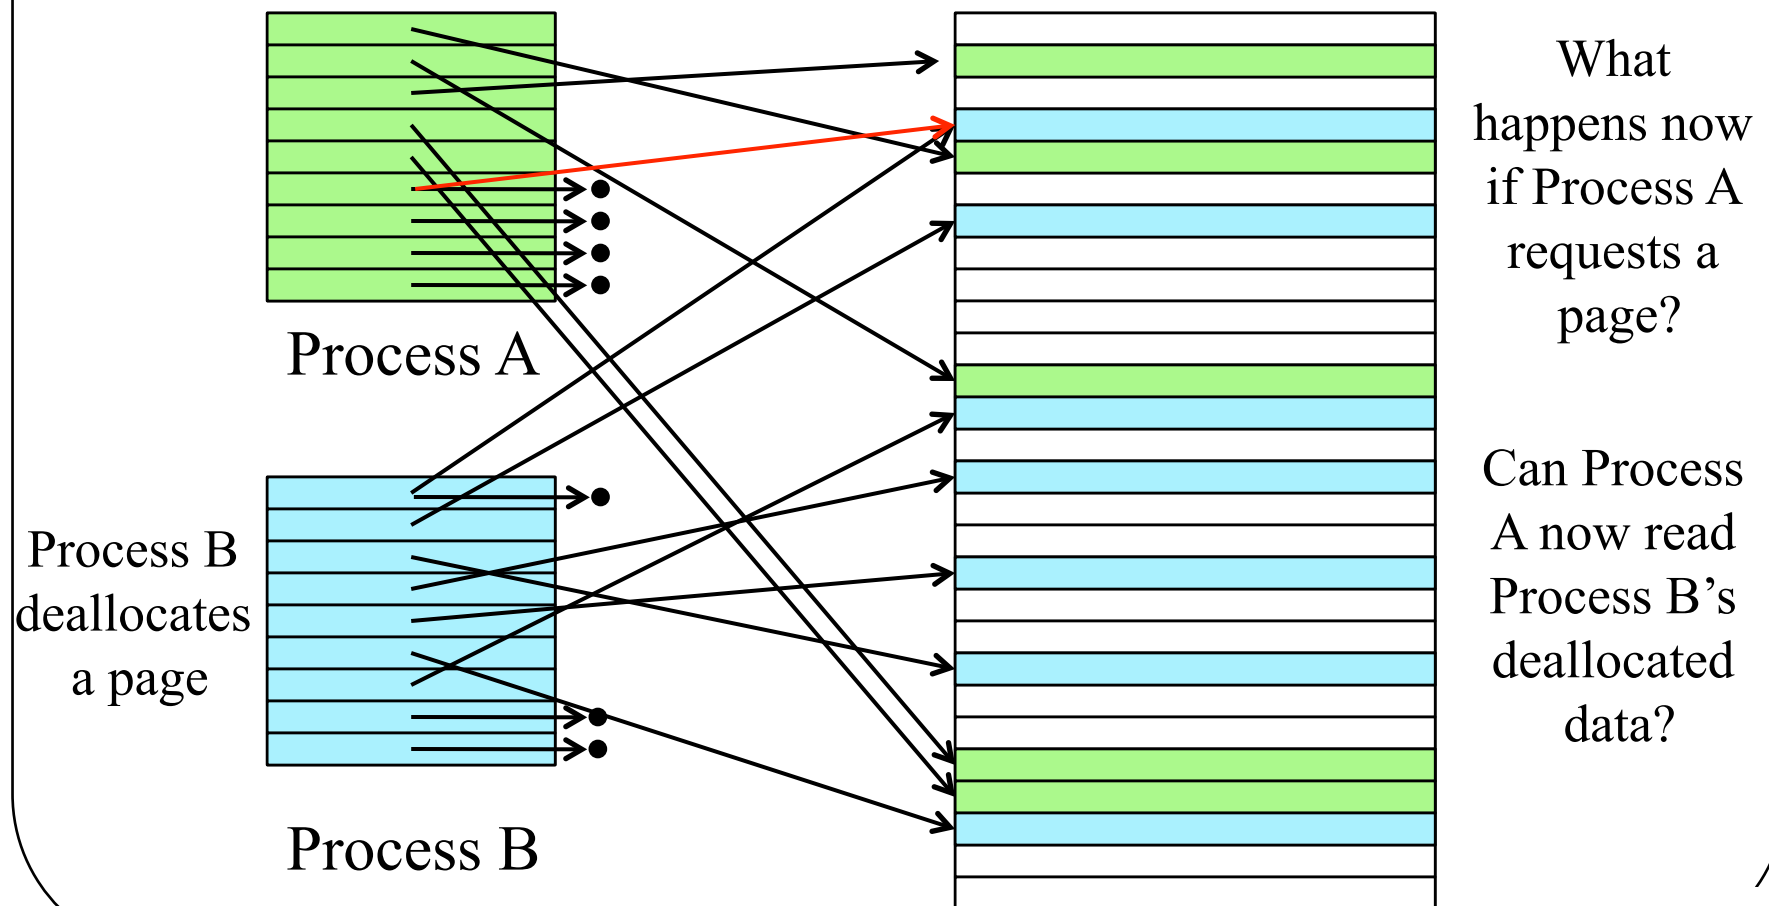 Process A
Process B
deallocates
a page
Process B
What
happens now
if Process A
requests a
page?
Can Process
A now read
Process B’s
deallocated
data?